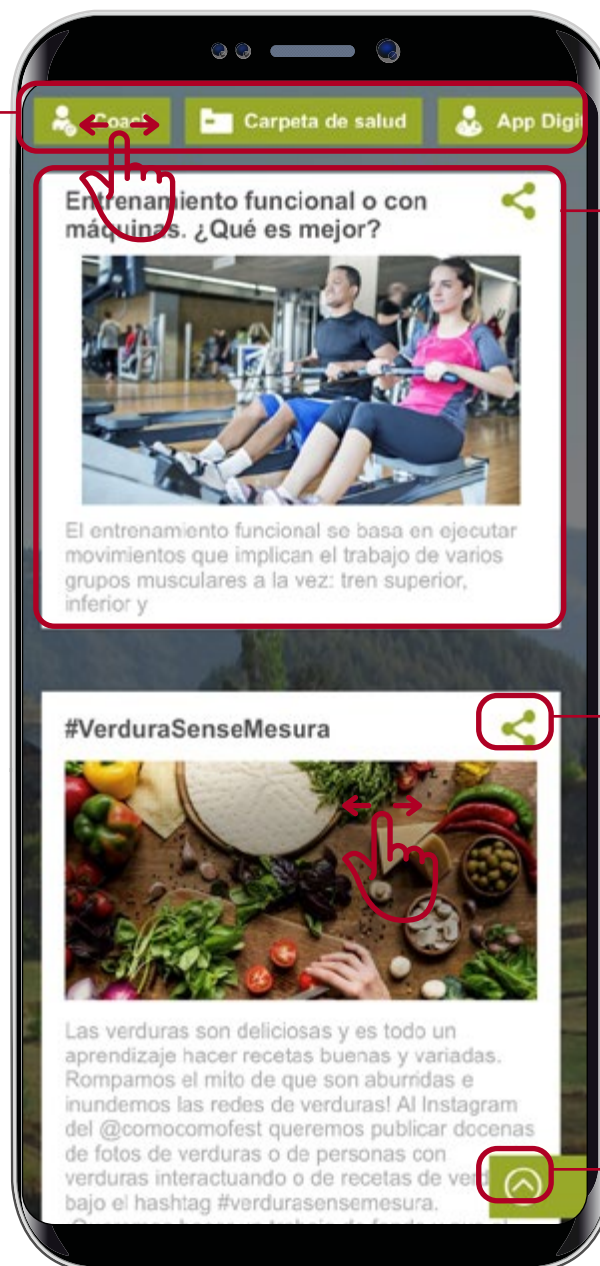 Coach
Carpeta de salud
App Digit
Entrenamiento funcional o con
máquinas. ¿Qué es mejor?
El entrenamiento funcional se basa en ejecutar
movimientos que implican el trabajo de varios
grupos musculares a la vez: tren superior,
inferior y
#VerduraSenseMesura
Las verduras son deliciosas y es todo un
aprendizaje hacer recetas buenas y variadas.
Rompamos el mito de que son aburridas e
inundemos las redes de verduras! Al Instagram
del @comocomofest queremos publicar docenas
de fotos de verduras o de personas con
verduras interactuando o de recetas de verd
bajo el hashtag #verdurasensemesura.